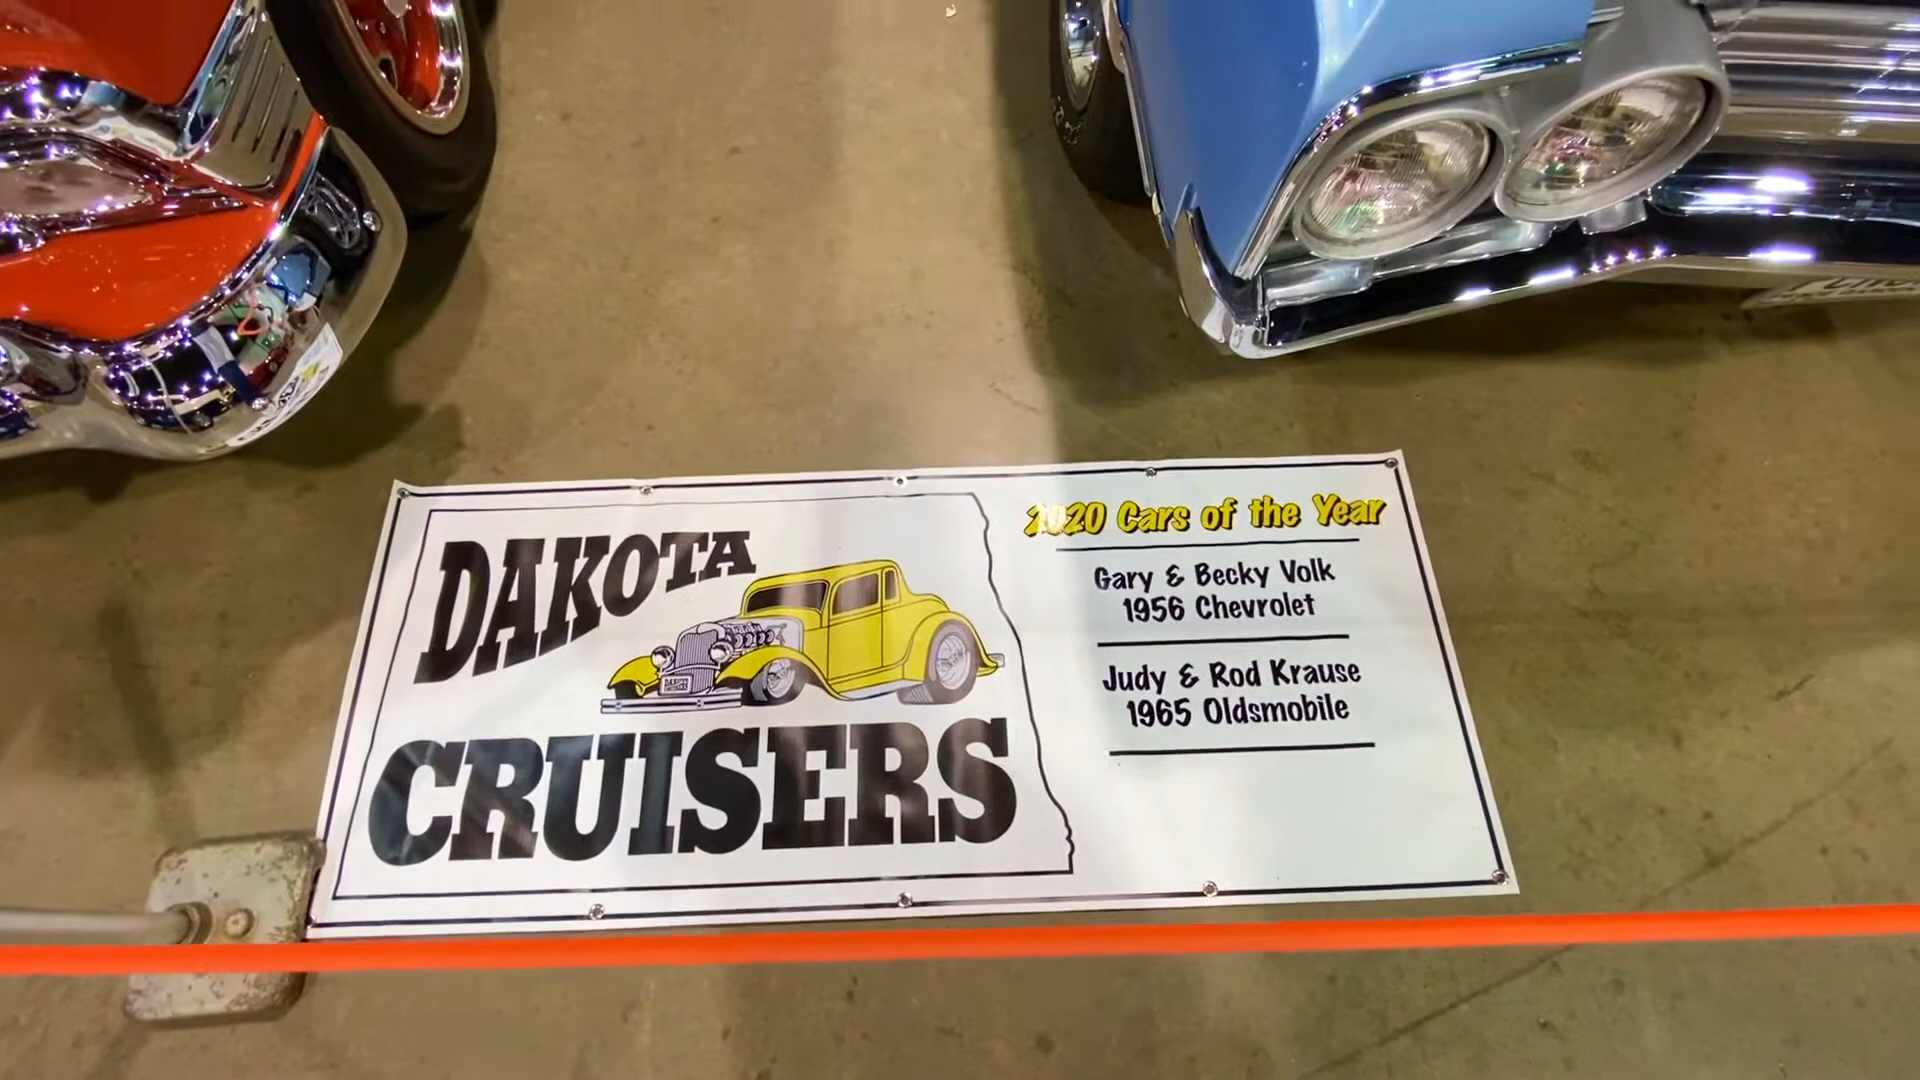 DAKOTA
CRUISERS
2020 Cars of the Year
Gary & Becky Volk
1956 Chevrolet
Judy & Rod Krause
1965 Oldsmobile